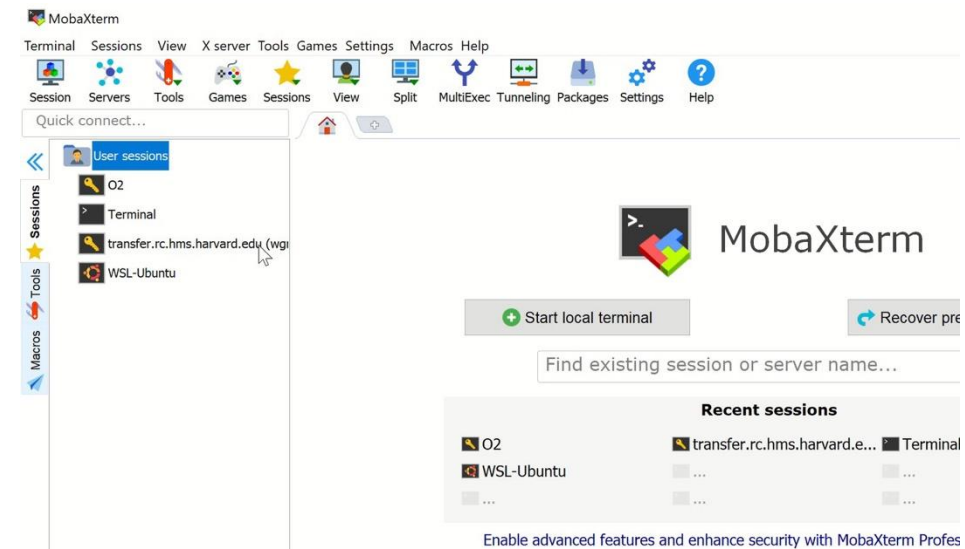 MobaXterm
Terminal Sessions View X server Tools Games Settings Macros Help
Session Servers Tools Games Sessions View Split MultiExec Tunneling Packages Settings Help
Quick connect...
User sessions
O2
Terminal
transfer.rc.hms.harvard.edu (wgr
WSL-Ubuntu
Sessions
Tools
Macros
MobaXterm
Start local terminal
Recover pre
Find existing session or server name...
Recent sessions
O2 transfer.rc.hms.harvard.e... Terminal
WSL-Ubuntu ... ...
... ... ...
Enable advanced features and enhance security with MobaXterm Profes